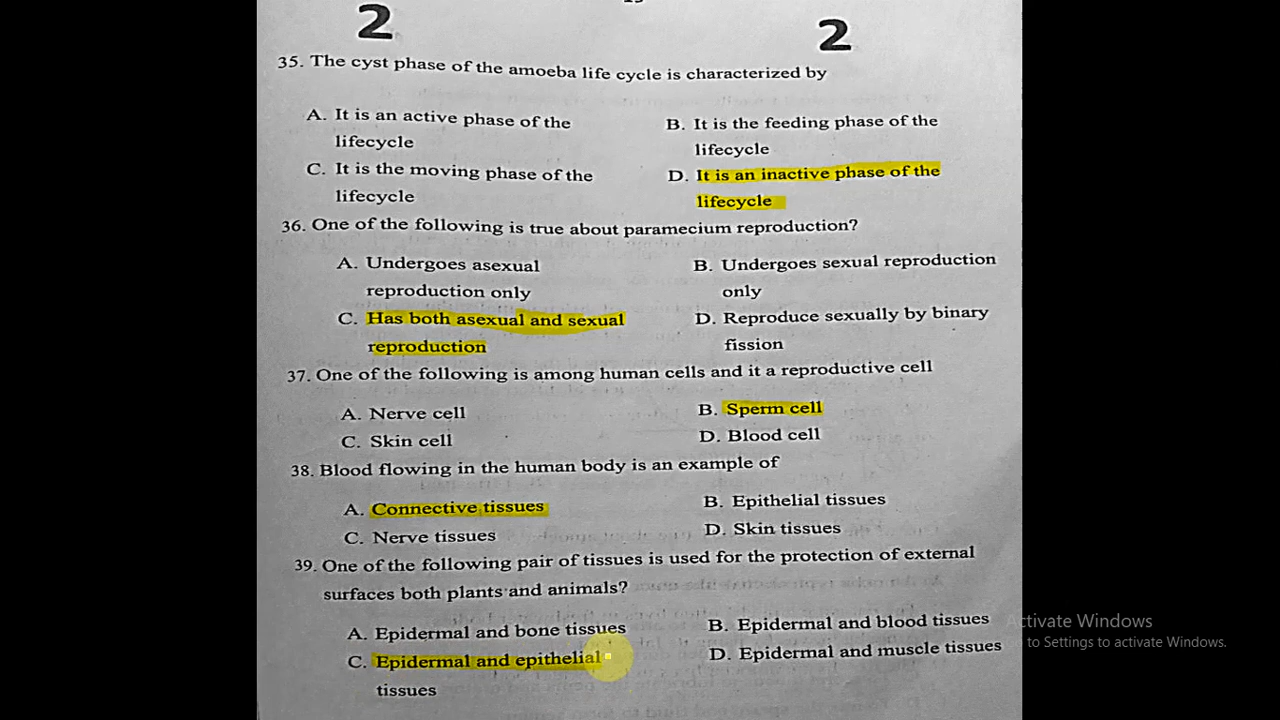 2
2
35. The cyst phase of the amoeba life cycle is characterized by
A. It is an active phase of the
lifecycle
B. It is the feeding phase of the
lifecycle
C. It is the moving phase of the
lifecycle
D. It is an inactive phase of the
lifecycle
36. One of the following is true about paramecium reproduction?
A. Undergoes asexual
reproduction only
B. Undergoes sexual reproduction
only
C. Has both asexual and sexual
reproduction
D. Reproduce sexually by binary
fission
37. One of the following is among human cells and it a reproductive cell
A. Nerve cell
B. Sperm cell
C. Skin cell
D. Blood cell
38. Blood flowing in the human body is an example of
A. Connective tissues
B. Epithelial tissues
C. Nerve tissues
D. Skin tissues
39. One of the following pair of tissues is used for the protection of external
surfaces both plants and animals?
A. Epidermal and bone tissues
B. Epidermal and blood tissues
C. Epidermal and epithelial
tissues
D. Epidermal and muscle tissues
Activate Windows
to Settings to activate Windows.